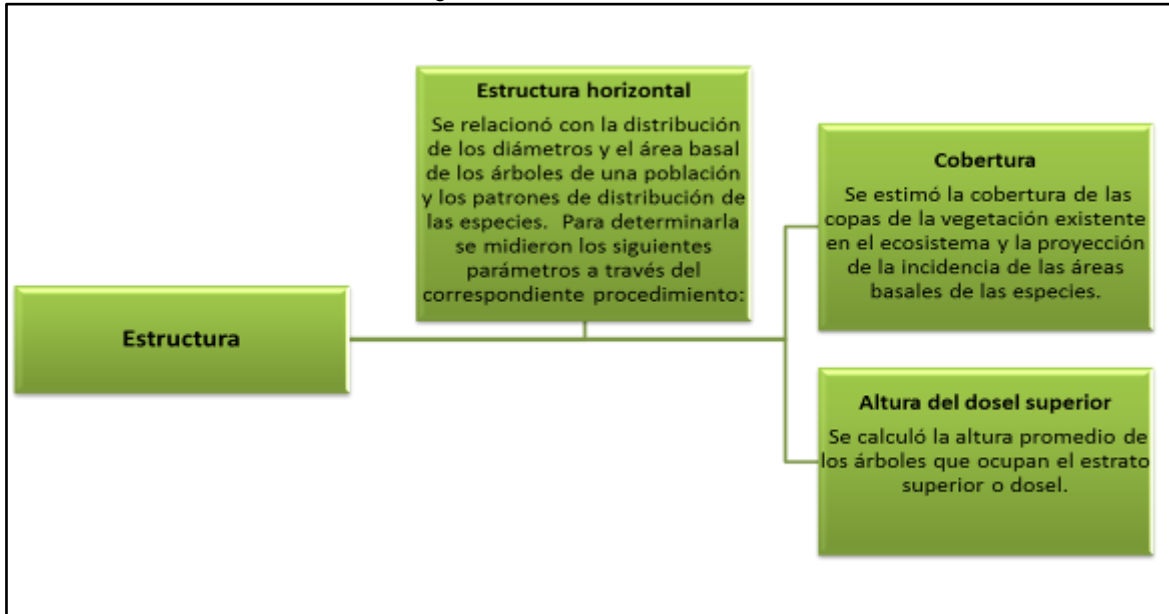 Estructura horizontal
Se relacionó con la distribución
de los diámetros y el área basal
de los árboles de una población
y los patrones de distribución de
las especies. Para determinarla
se midieron los siguientes
parámetros a través del
correspondiente procedimiento:
Estructura
Cobertura
Se estimó la cobertura de las
copas de la vegetación existente
en el ecosistema y la proyección
de la incidencia de las áreas
basales de las especies.
Altura del dosel superior
Se calculó la altura promedio de
los árboles que ocupan el estrato
superior o dosel.